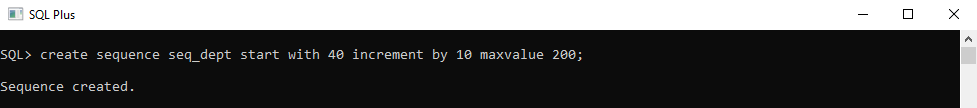 SQL Plus
SQL> create sequence seq_dept start with 40 increment by 10 maxvalue 200;
Sequence created.